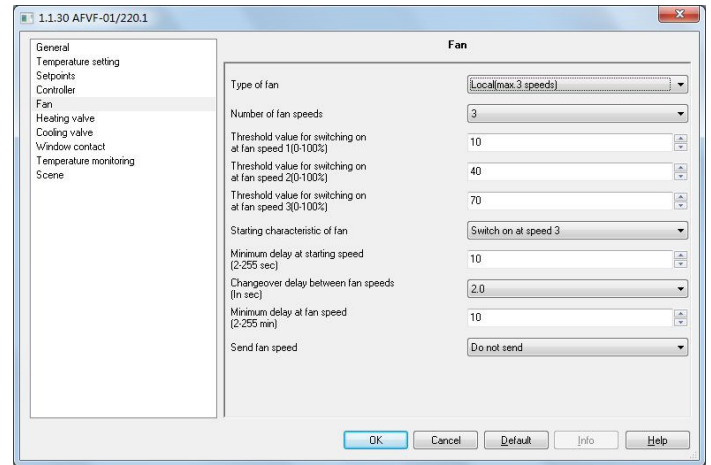 1.1.30 AFVF-01/220.1
General
Temperature setting
Setpoints
Controller
Fan
Heating valve
Cooling valve
Window contact
Temperature monitoring
Scene
Fan
Type of fan
Local(max.3 speeds)
Number of fan speeds
3
Threshold value for switching on
at fan speed 1(0-100%)
10
Threshold value for switching on
at fan speed 2(0-100%)
40
Threshold value for switching on
at fan speed 3(0-100%)
70
Starting characteristic of fan
Switch on at speed 3
Minimum delay at starting speed
(2-255 sec)
10
Changeover delay between fan speeds
(In sec)
2.0
Minimum delay at fan speed
(2-255 min)
10
Send fan speed
Do not send
OK
Cancel
Default
Info
Help